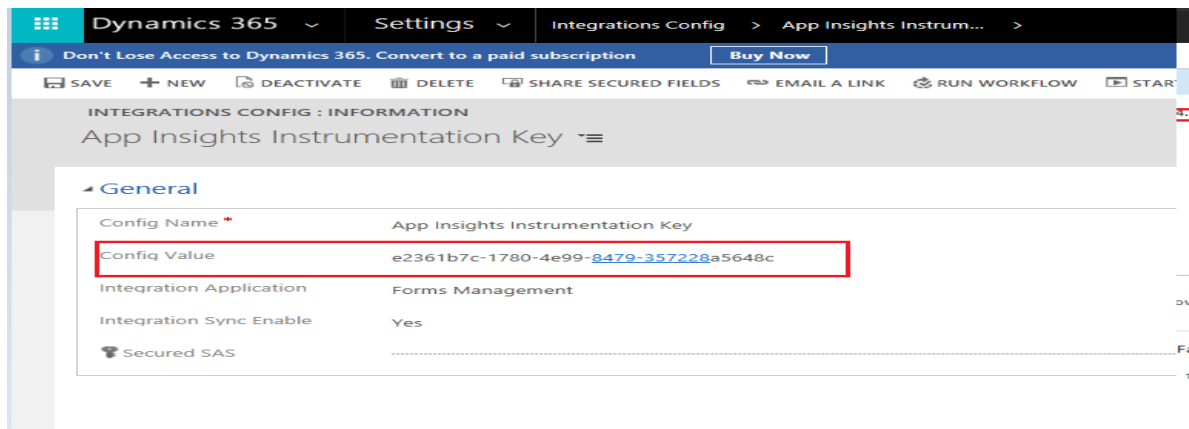 Dynamics 365 Settings Integrations Config > App Insights Instrum... >
i Don't Lose Access to Dynamics 365. Convert to a paid subscription Buy Now
SAVE + NEW DEACTIVATE DELETE SHARE SECURED FIELDS EMAIL A LINK RUN WORKFLOW STAR
INTEGRATIONS CONFIG : INFORMATION
App Insights Instrumentation Key
General
Config Name * App Insights Instrumentation Key
Config Value e2361b7c-1780-4e99-8479-357228a5648c
Integration Application Forms Management
Integration Sync Enable Yes
Secured SAS